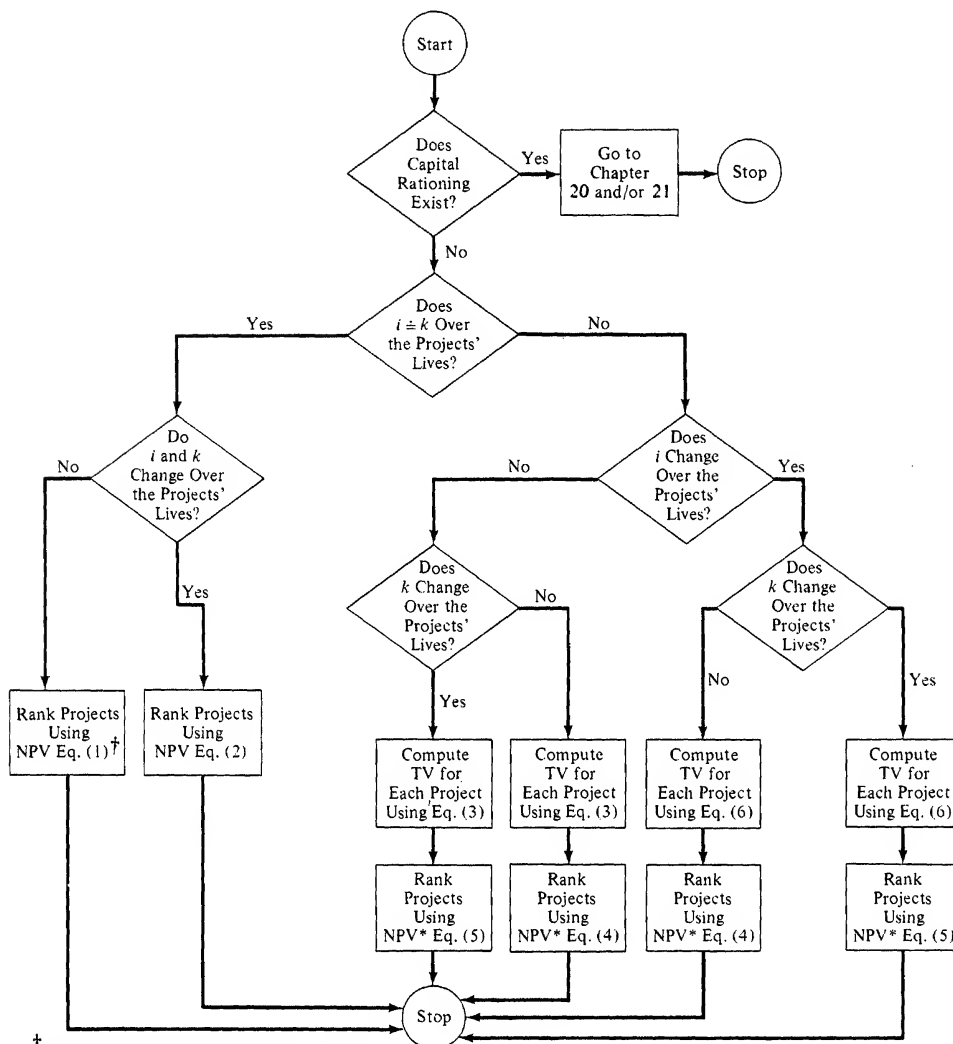 Start
Does
Capital
Rationing
Exist?
Yes
Go to
Chapter
20 and/or 21
Stop
No
Does
i ≐ k Over
the Projects'
Lives?
Yes
No
Do
i and k
Change Over
the Projects'
Lives?
No
Yes
Does
i Change
Over the
Projects'
Lives?
No
Yes
Does
k Change
Over the
Projects'
Lives?
No
Yes
Does
k Change
Over the
Projects'
Lives?
No
Yes
Rank Projects
Using
NPV Eq. (1)†
Rank Projects
Using
NPV Eq. (2)
Compute
TV for
Each Project
Using Eq. (3)
Compute
TV for
Each Project
Using Eq. (3)
Compute
TV for
Each Project
Using Eq. (6)
Compute
TV for
Each Project
Using Eq. (6)
Rank
Projects
Using
NPV* Eq. (5)
Rank
Projects
Using
NPV* Eq. (4)
Rank
Projects
Using
NPV* Eq. (4)
Rank
Projects
Using
NPV* Eq. (5)
Stop
‡